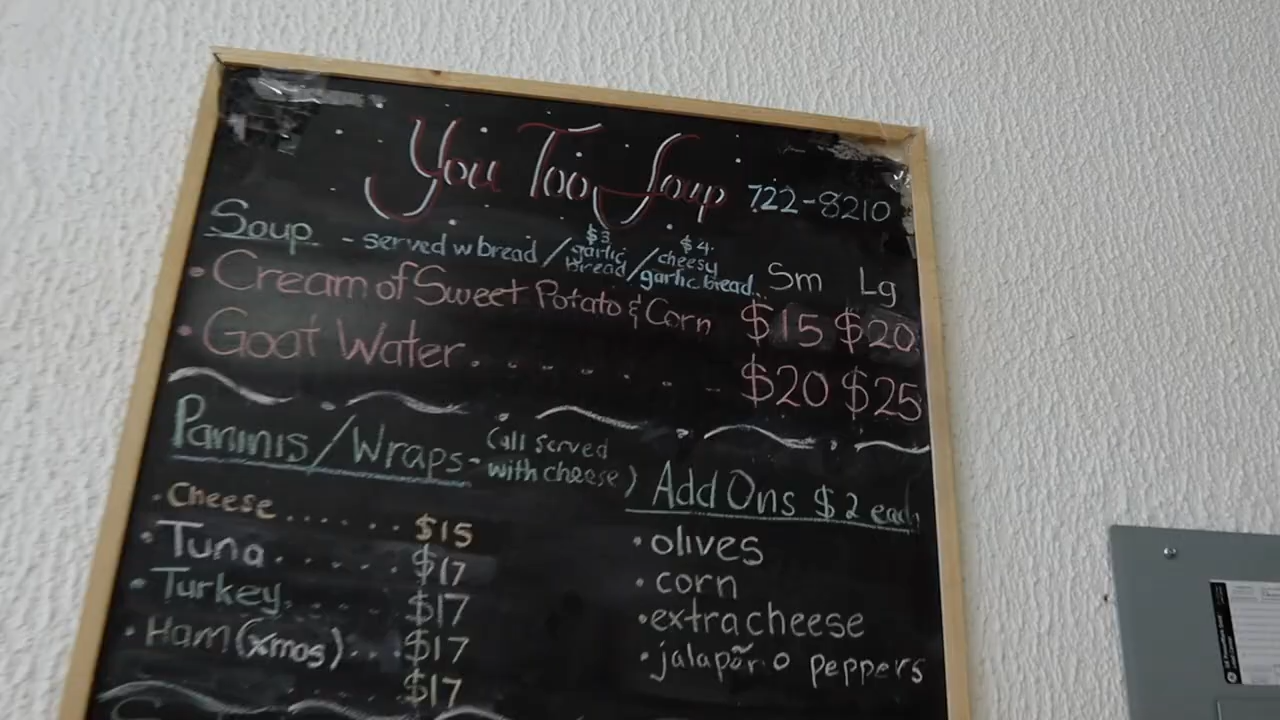 You Too Soup 722-8210
Soup - served w bread / $3 garlic bread / $4 cheesy garlic bread.. Sm Lg
• Cream of Sweet Potato & Corn $15 $20
• Goat Water. . . . . . . $20 $25
Paninis/Wraps - (all served with cheese)
• Cheese . . . . . . $15
• Tuna . . . . . . $17
• Turkey . . . . $17
• Ham (xmas) . . . $17
$17
Add Ons $2 each
• olives
• corn
• extra cheese
• jalapeño peppers